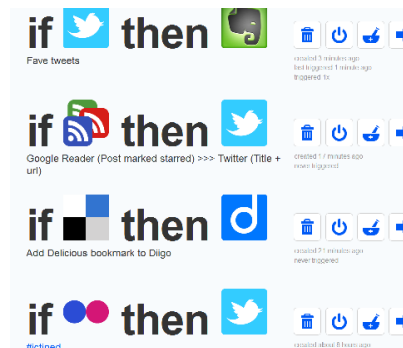 if then
Fave tweets
created 3 minutes ago
last triggered 1 minute ago
triggered 1x
if then
Google Reader (Post marked starred) >>> Twitter (Title +
url)
created 17 minutes ago
never triggered
if then d
Add Delicious bookmark to Diigo
created 21 minutes ago
never triggered
if then
created about 8 hours ago